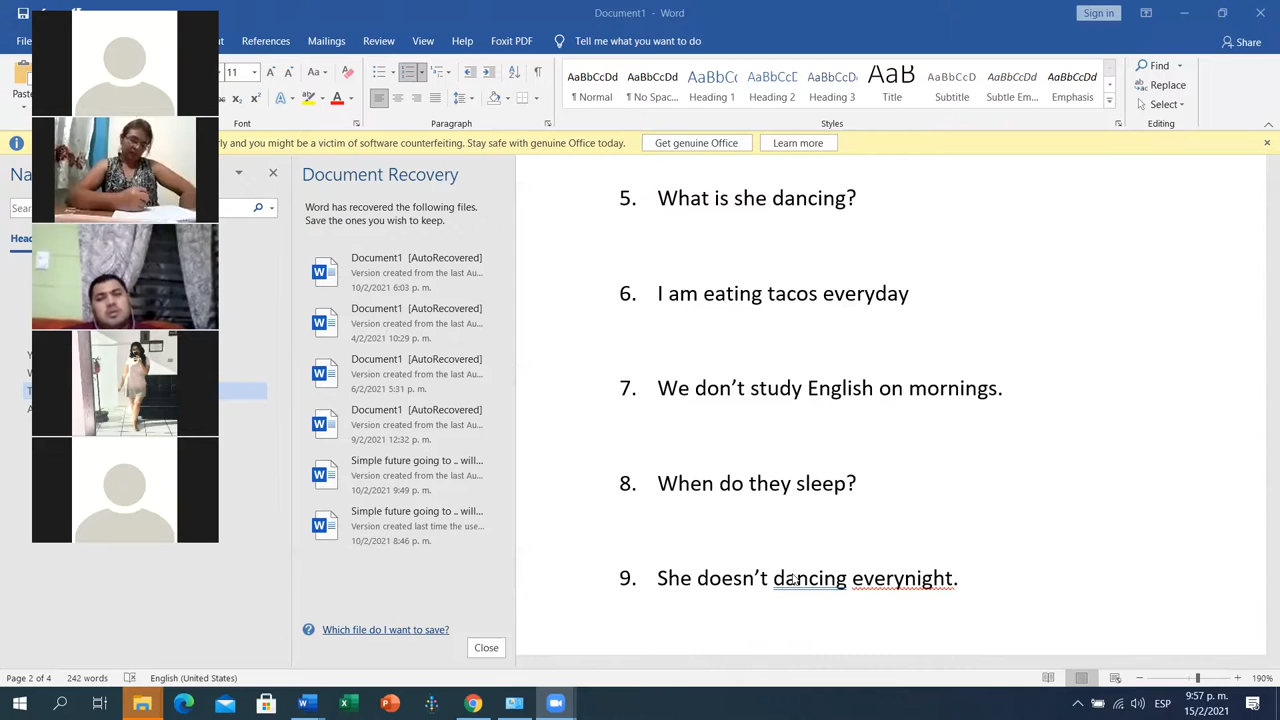 Document1 - Word
Sign in
References Mailings Review View Help Foxit PDF Tell me what you want to do Share
11
AaBbCcDd AaBbCcDd AaBbC AaBbCcD AaBbCcD AaB AaBbCcD AaBbCcDd AaBbCcDd
¶ Normal ¶ No Spac... Heading 1 Heading 2 Heading 3 Title Subtitle Subtle Em... Emphasis
Find
Replace
Select
Font Paragraph Styles Editing
rly and you might be a victim of software counterfeiting. Stay safe with genuine Office today. Get genuine Office Learn more
Na
Sear
Head
Document Recovery
Word has recovered the following files.
Save the ones you wish to keep.
Document1 [AutoRecovered]
Version created from the last Au...
10/2/2021 6:03 p. m.
Document1 [AutoRecovered]
Version created from the last Au...
4/2/2021 10:29 p. m.
Document1 [AutoRecovered]
Version created from the last Au...
6/2/2021 5:31 p. m.
Document1 [AutoRecovered]
Version created from the last Au...
9/2/2021 12:32 p. m.
Simple future going to .. will...
Version created from the last Au...
10/2/2021 9:49 p. m.
Simple future going to .. will...
Version created last time the use...
10/2/2021 8:46 p. m.
Which file do I want to save?
Close
5. What is she dancing?
6. I am eating tacos everyday
7. We don’t study English on mornings.
8. When do they sleep?
9. She doesn’t dancing everynight.
Page 2 of 4 242 words English (United States) 190%
ESP
9:57 p. m.
15/2/2021